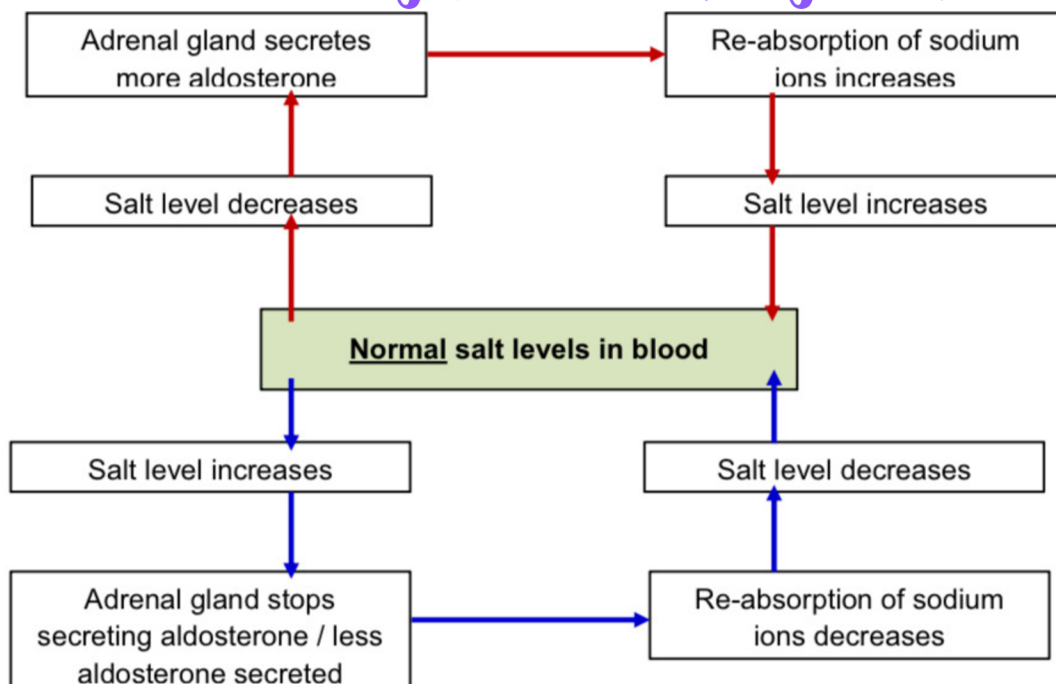 Adrenal gland secretes
more aldosterone
Re-absorption of sodium
ions increases
Salt level decreases
Salt level increases
Normal salt levels in blood
Salt level increases
Salt level decreases
Adrenal gland stops
secreting aldosterone / less
aldosterone secreted
Re-absorption of sodium
ions decreases